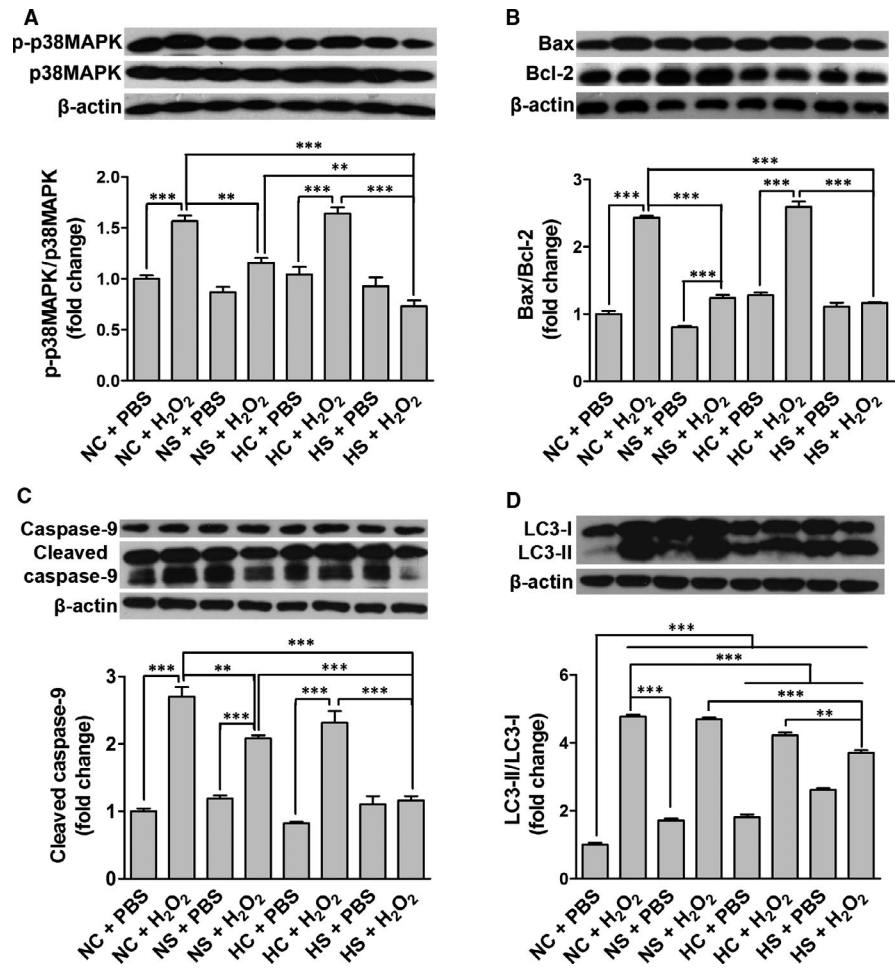 A
p-p38MAPK
p38MAPK
β-actin
***
**
*** ** *** ***
2.0
1.5
1.0
0.5
0.0
p-p38MAPK/p38MAPK
(fold change)
NC + PBS
NC + H₂O₂
NS + PBS
NS + H₂O₂
HC + PBS
HC + H₂O₂
HS + PBS
HS + H₂O₂
B
Bax
Bcl-2
β-actin
***
*** *** *** ***
***
3
2
1
0
Bax/Bcl-2
(fold change)
NC + PBS
NC + H₂O₂
NS + PBS
NS + H₂O₂
HC + PBS
HC + H₂O₂
HS + PBS
HS + H₂O₂
C
Caspase-9
Cleaved
caspase-9
β-actin
***
*** ** ***
*** *** ***
3
2
1
0
Cleaved caspase-9
(fold change)
NC + PBS
NC + H₂O₂
NS + PBS
NS + H₂O₂
HC + PBS
HC + H₂O₂
HS + PBS
HS + H₂O₂
D
LC3-I
LC3-II
β-actin
***
***
*** ***
**
6
4
2
0
LC3-II/LC3-I
(fold change)
NC + PBS
NC + H₂O₂
NS + PBS
NS + H₂O₂
HC + PBS
HC + H₂O₂
HS + PBS
HS + H₂O₂